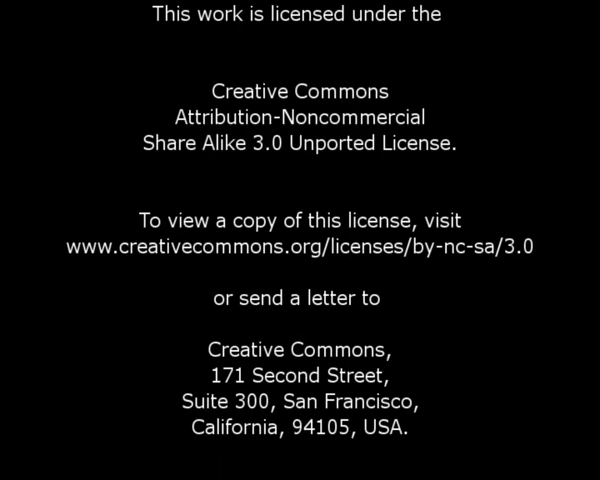 This work is licensed under the
Creative Commons
Attribution-Noncommercial
Share Alike 3.0 Unported License.
To view a copy of this license, visit
www.creativecommons.org/licenses/by-nc-sa/3.0
or send a letter to
Creative Commons,
171 Second Street,
Suite 300, San Francisco,
California, 94105, USA.